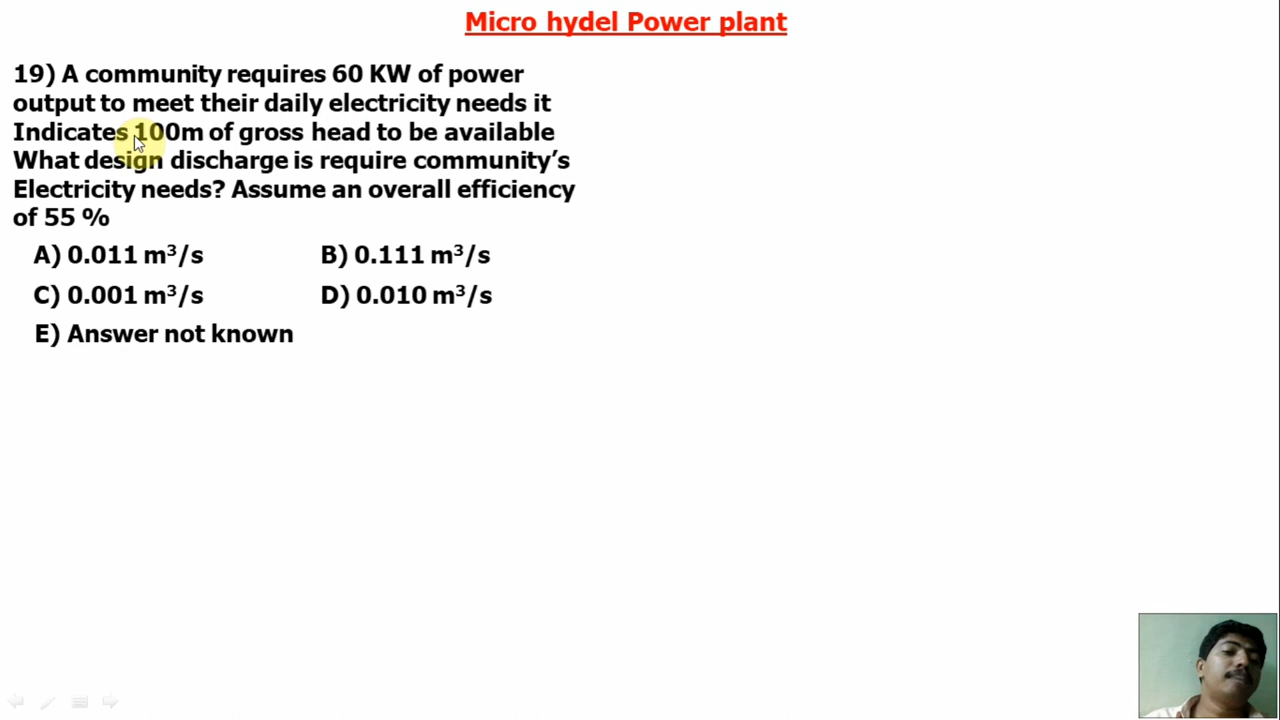 Micro hydel Power plant
19) A community requires 60 KW of power
output to meet their daily electricity needs it
Indicates 100m of gross head to be available
What design discharge is require community’s
Electricity needs? Assume an overall efficiency
of 55 %
A) 0.011 m³/s B) 0.111 m³/s
C) 0.001 m³/s D) 0.010 m³/s
E) Answer not known